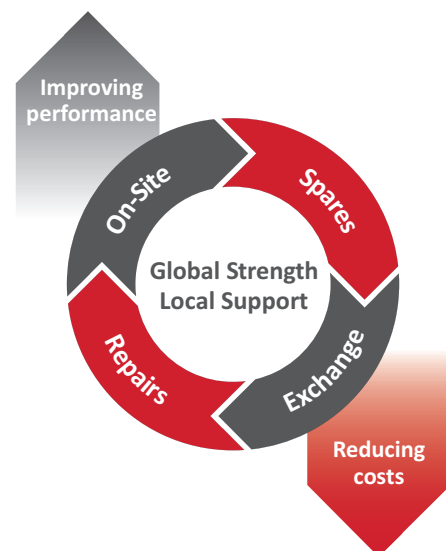 Improving
performance
On-Site
Spares
Global Strength
Local Support
Repairs
Exchange
Reducing
costs